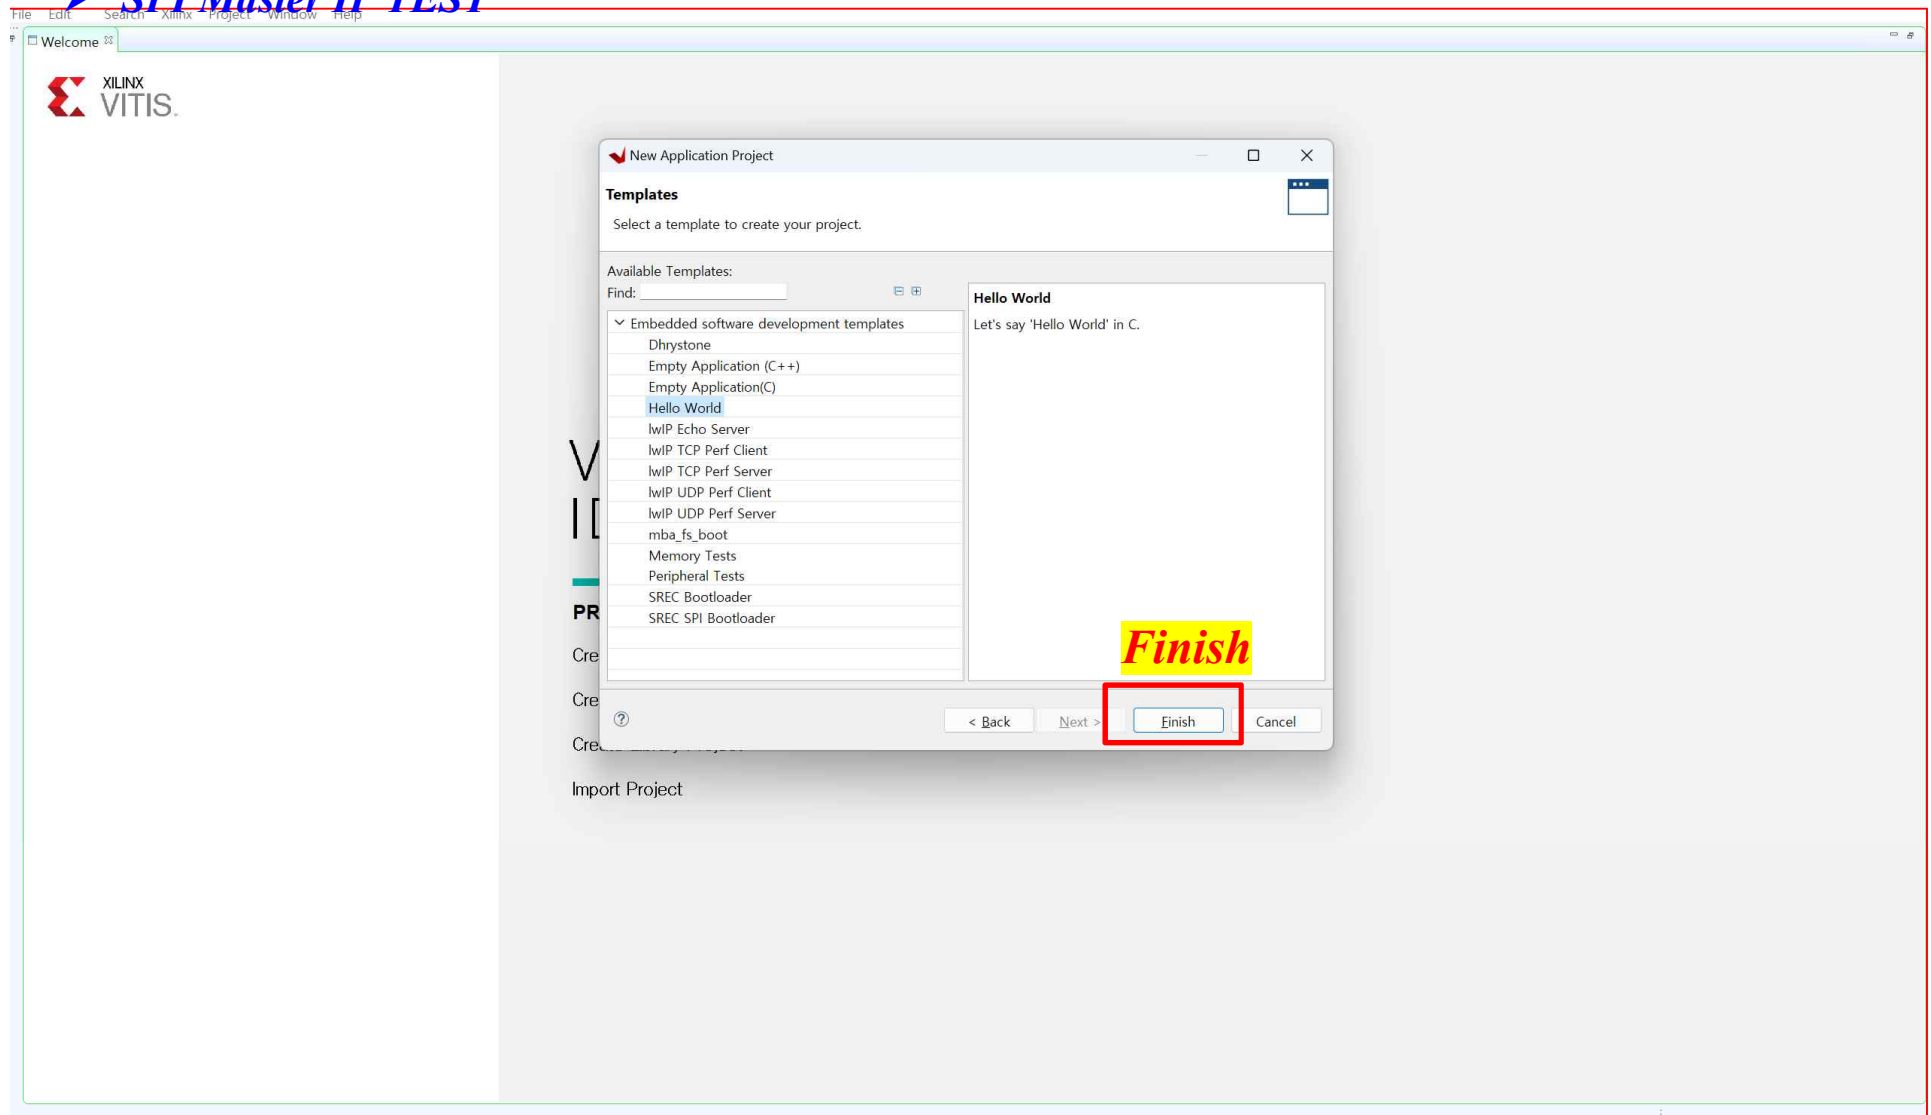 SPI Master IP TEST
File Edit Search Xilinx Project Window Help
Welcome
XILINX
VITIS
New Application Project
Templates
Select a template to create your project.
Available Templates:
Find:
Embedded software development templates
Dhrystone
Empty Application (C++)
Empty Application(C)
Hello World
lwIP Echo Server
lwIP TCP Perf Client
lwIP TCP Perf Server
lwIP UDP Perf Client
lwIP UDP Perf Server
mba_fs_boot
Memory Tests
Peripheral Tests
SREC Bootloader
SREC SPI Bootloader
Hello World
Let's say 'Hello World' in C.
Finish
< Back Next > Finish Cancel
V
PR
Cre
Cre
Import Project